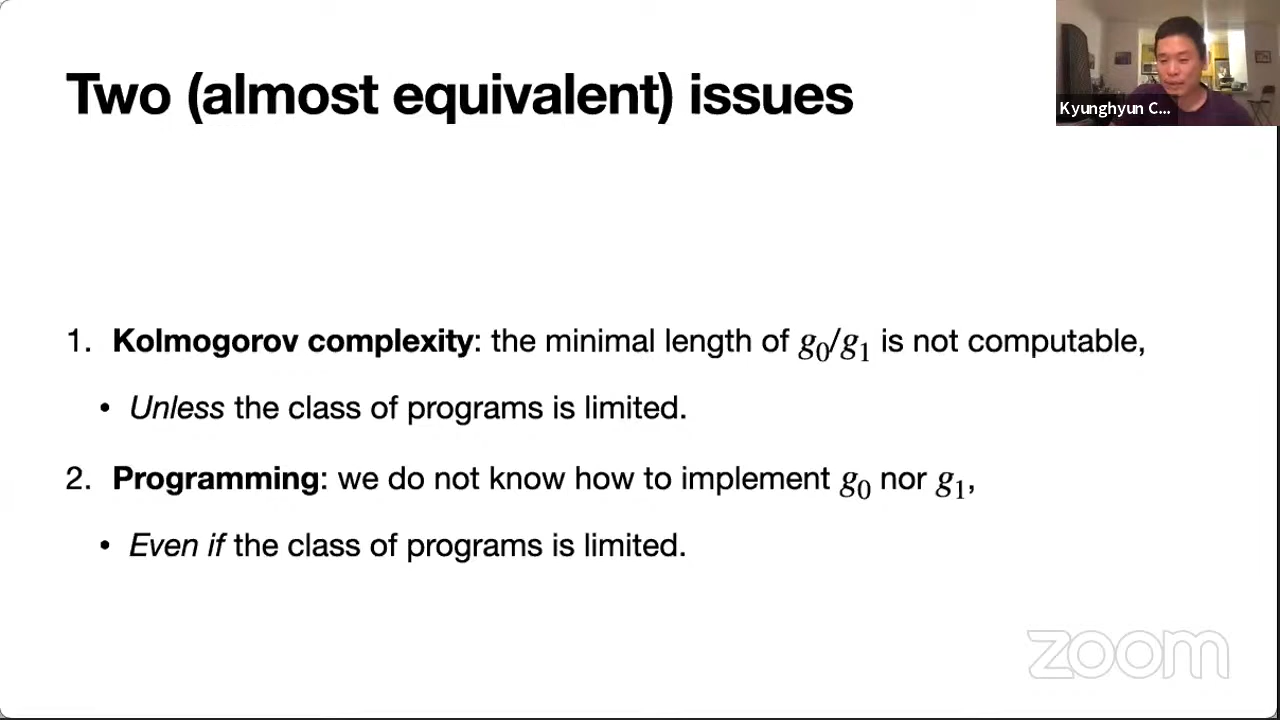 Two (almost equivalent) issues
Kyunghyun C...
1. Kolmogorov complexity: the minimal length of g₀/g₁ is not computable,
• Unless the class of programs is limited.
2. Programming: we do not know how to implement g₀ nor g₁,
• Even if the class of programs is limited.
zoom